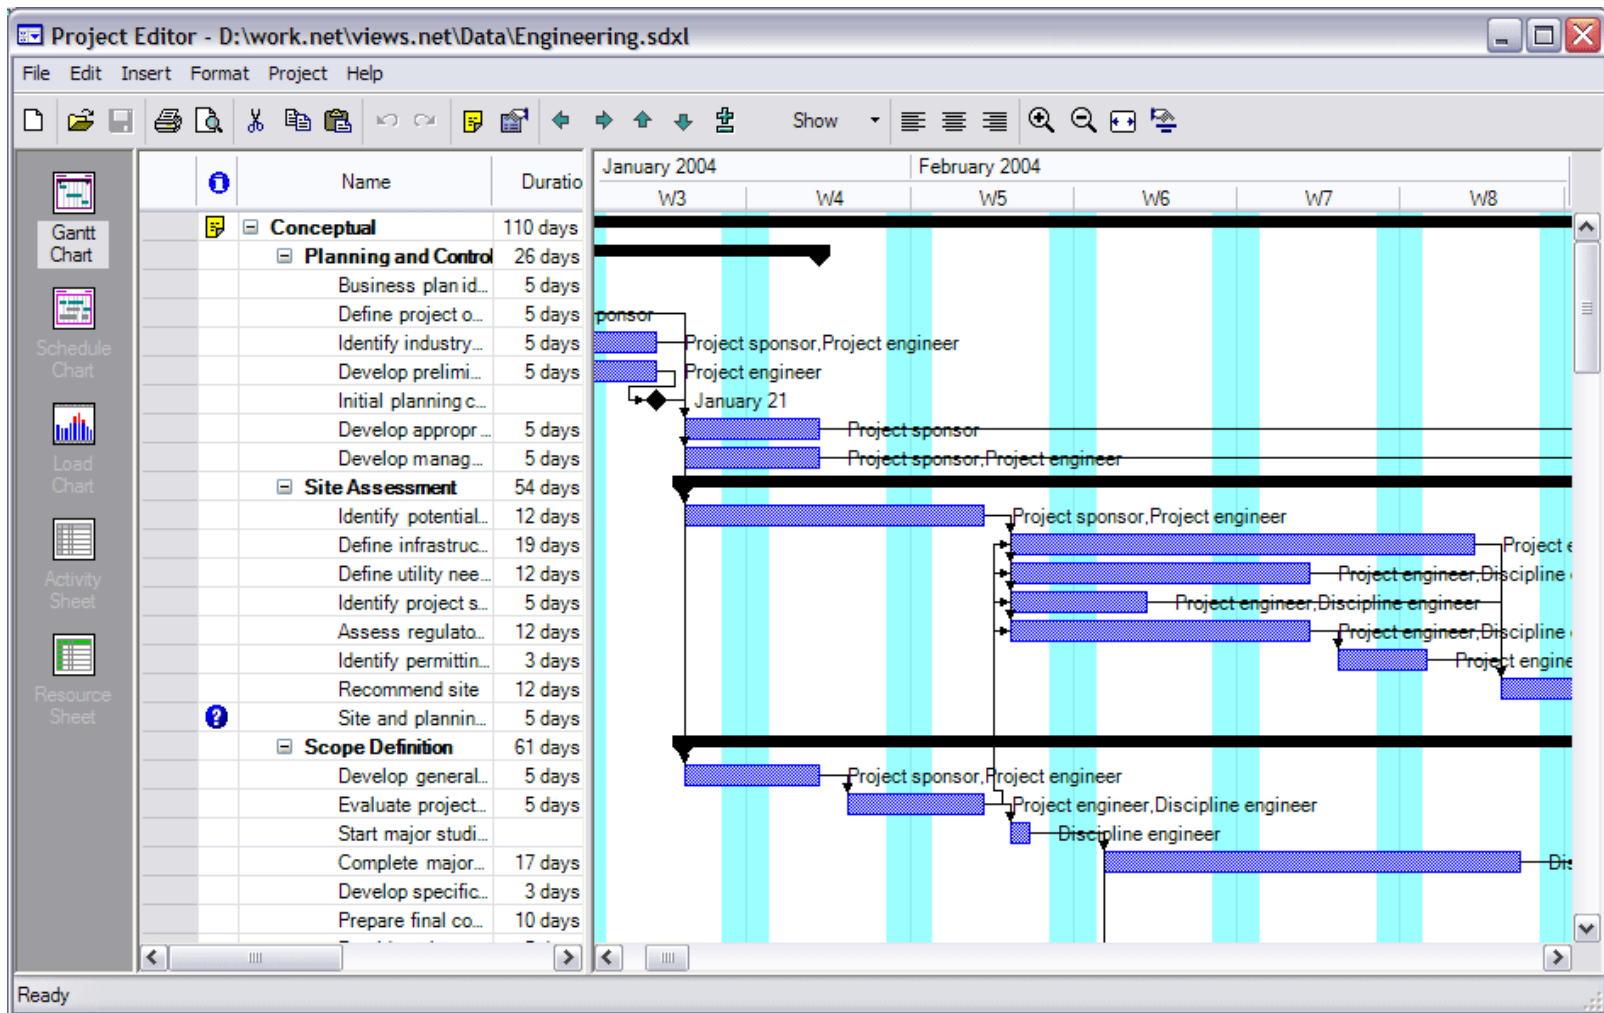 Project Editor - D:\work.net\views.net\Data\Engineering.sdxl
File Edit Insert Format Project Help
Show
Gantt
Chart
Schedule
Chart
Load
Chart
Activity
Sheet
Resource
Sheet
Name Duratio
January 2004 February 2004
W3 W4 W5 W6 W7 W8
Conceptual 110 days
Planning and Control 26 days
Business plan id... 5 days
Define project o... 5 days ponsor
Identify industry... 5 days Project sponsor,Project engineer
Develop prelimi... 5 days Project engineer
Initial planning c... January 21
Develop appropr... 5 days Project sponsor
Develop manag... 5 days Project sponsor,Project engineer
Site Assessment 54 days
Identify potential... 12 days Project sponsor,Project engineer
Define infrastruc... 19 days Project e
Define utility nee... 12 days Project engineer,Discipline
Identify project s... 5 days Project engineer,Discipline engineer
Assess regulato... 12 days Project engineer,Discipline
Identify permittin... 3 days Project engine
Recommend site 12 days
Site and plannin... 5 days
Scope Definition 61 days
Develop general... 5 days Project sponsor,Project engineer
Evaluate project... 5 days Project engineer,Discipline engineer
Start major studi... Discipline engineer
Complete major... 17 days Dis
Develop specific... 3 days
Prepare final co... 10 days
Ready